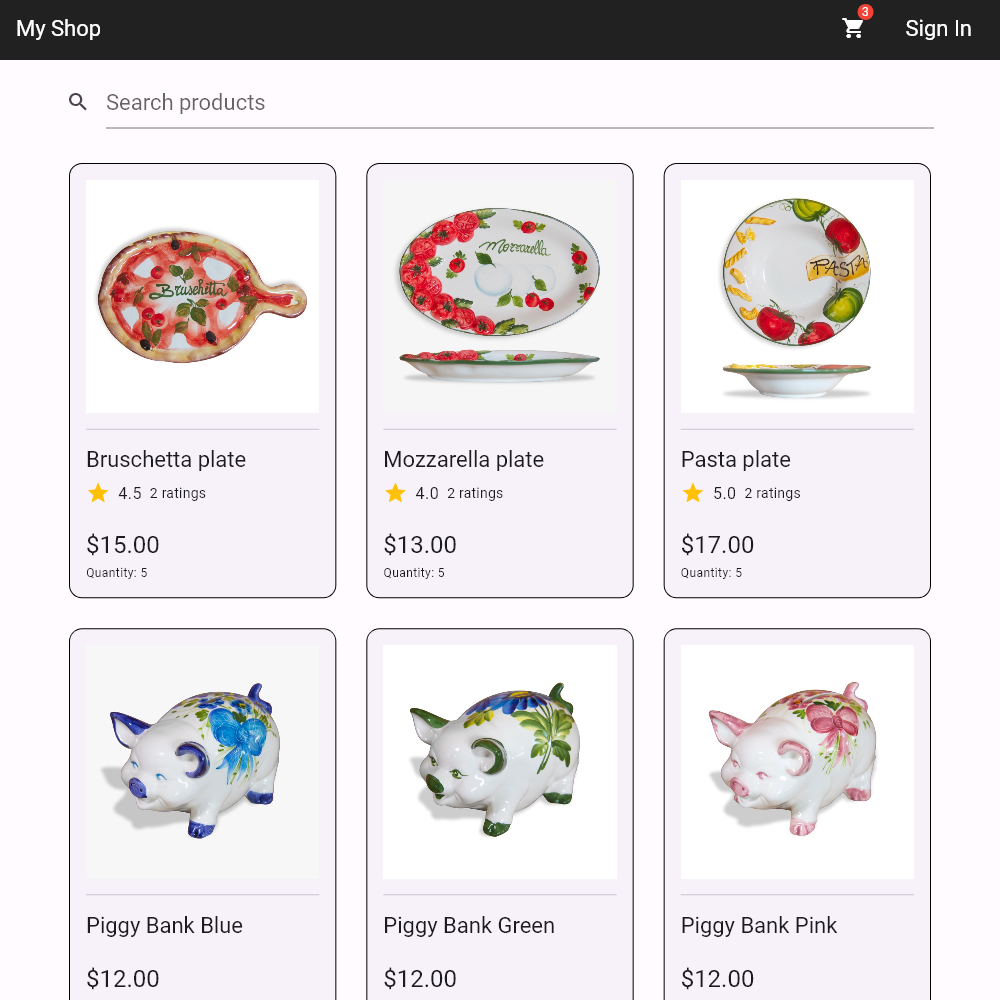 My Shop
3
Sign In
Search products
Bruschetta
Mozzarella
PASTA
Bruschetta plate
Mozzarella plate
Pasta plate
4.5 2 ratings
4.0 2 ratings
5.0 2 ratings
$15.00
$13.00
$17.00
Quantity: 5
Quantity: 5
Quantity: 5
Piggy Bank Blue
Piggy Bank Green
Piggy Bank Pink
$12.00
$12.00
$12.00